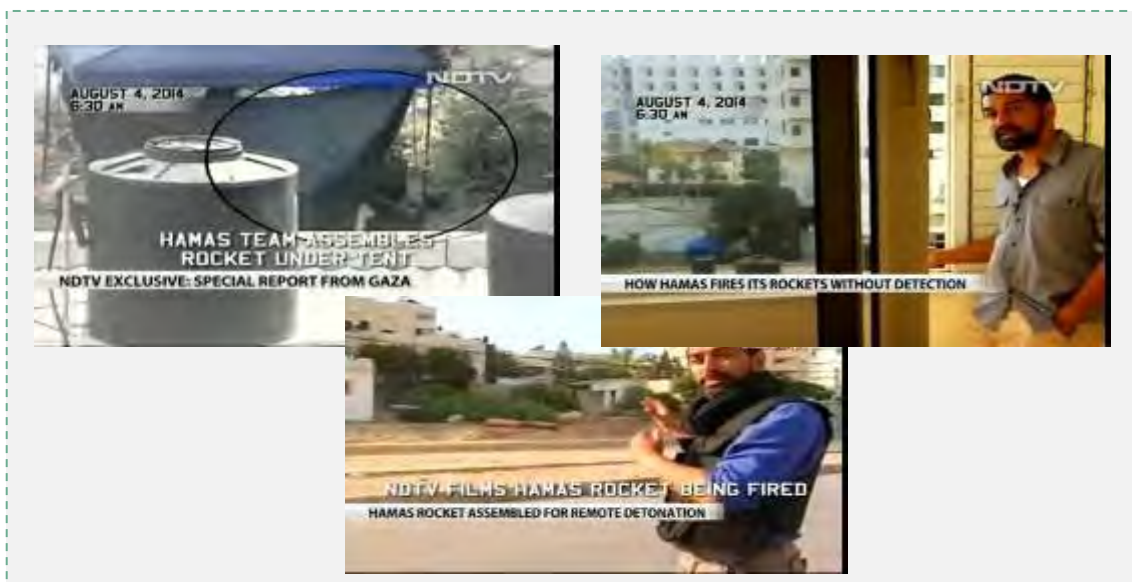 NDTV
AUGUST 4, 2014
6:30 AM
HAMAS TEAM ASSEMBLES
ROCKET UNDER TENT
NDTV EXCLUSIVE: SPECIAL REPORT FROM GAZA
NDTV
AUGUST 4, 2014
6:30 AM
HOW HAMAS FIRES ITS ROCKETS WITHOUT DETECTION
NDTV FILMS HAMAS ROCKET BEING FIRED
HAMAS ROCKET ASSEMBLED FOR REMOTE DETONATION